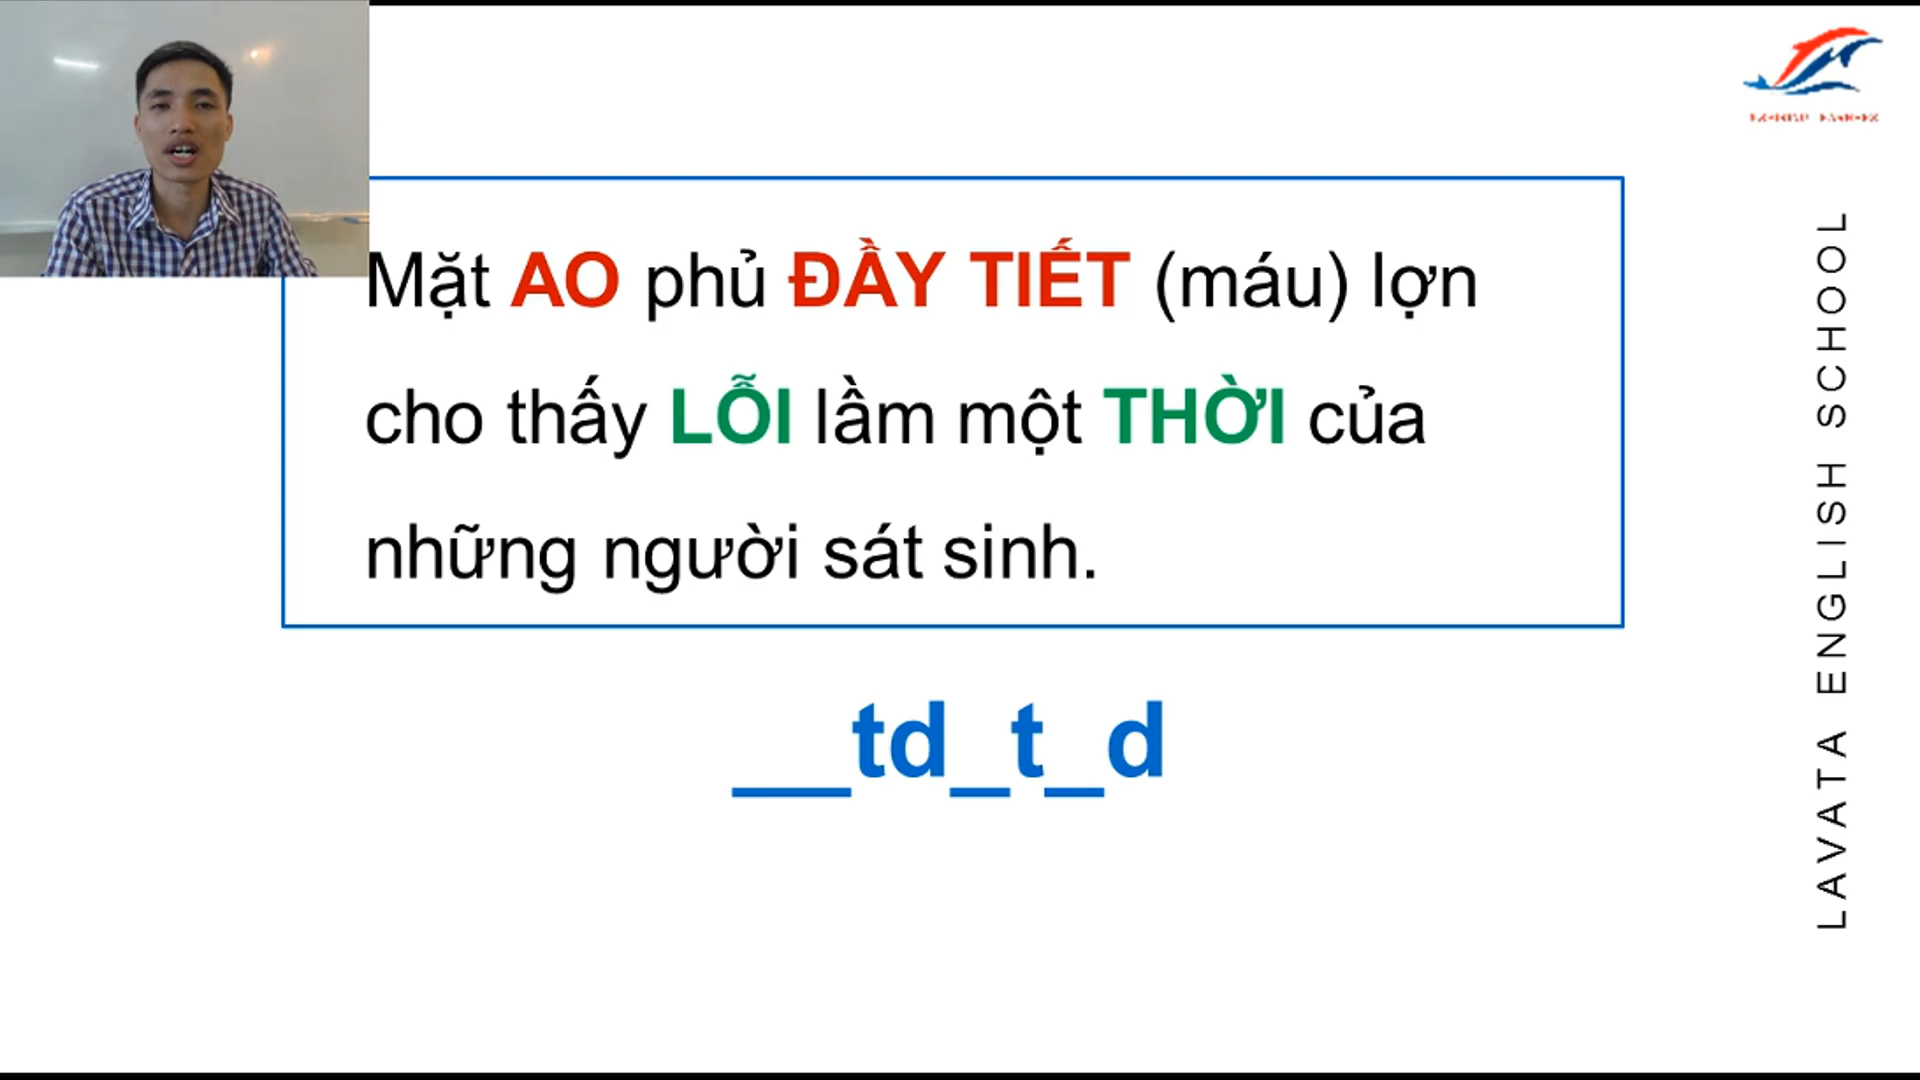 Mặt AO phủ ĐẦY TIẾT (máu) lợn
cho thấy LỖI lầm một THỜI của
những người sát sinh.
__td_t_d
LAVATA ENGLISH SCHOOL